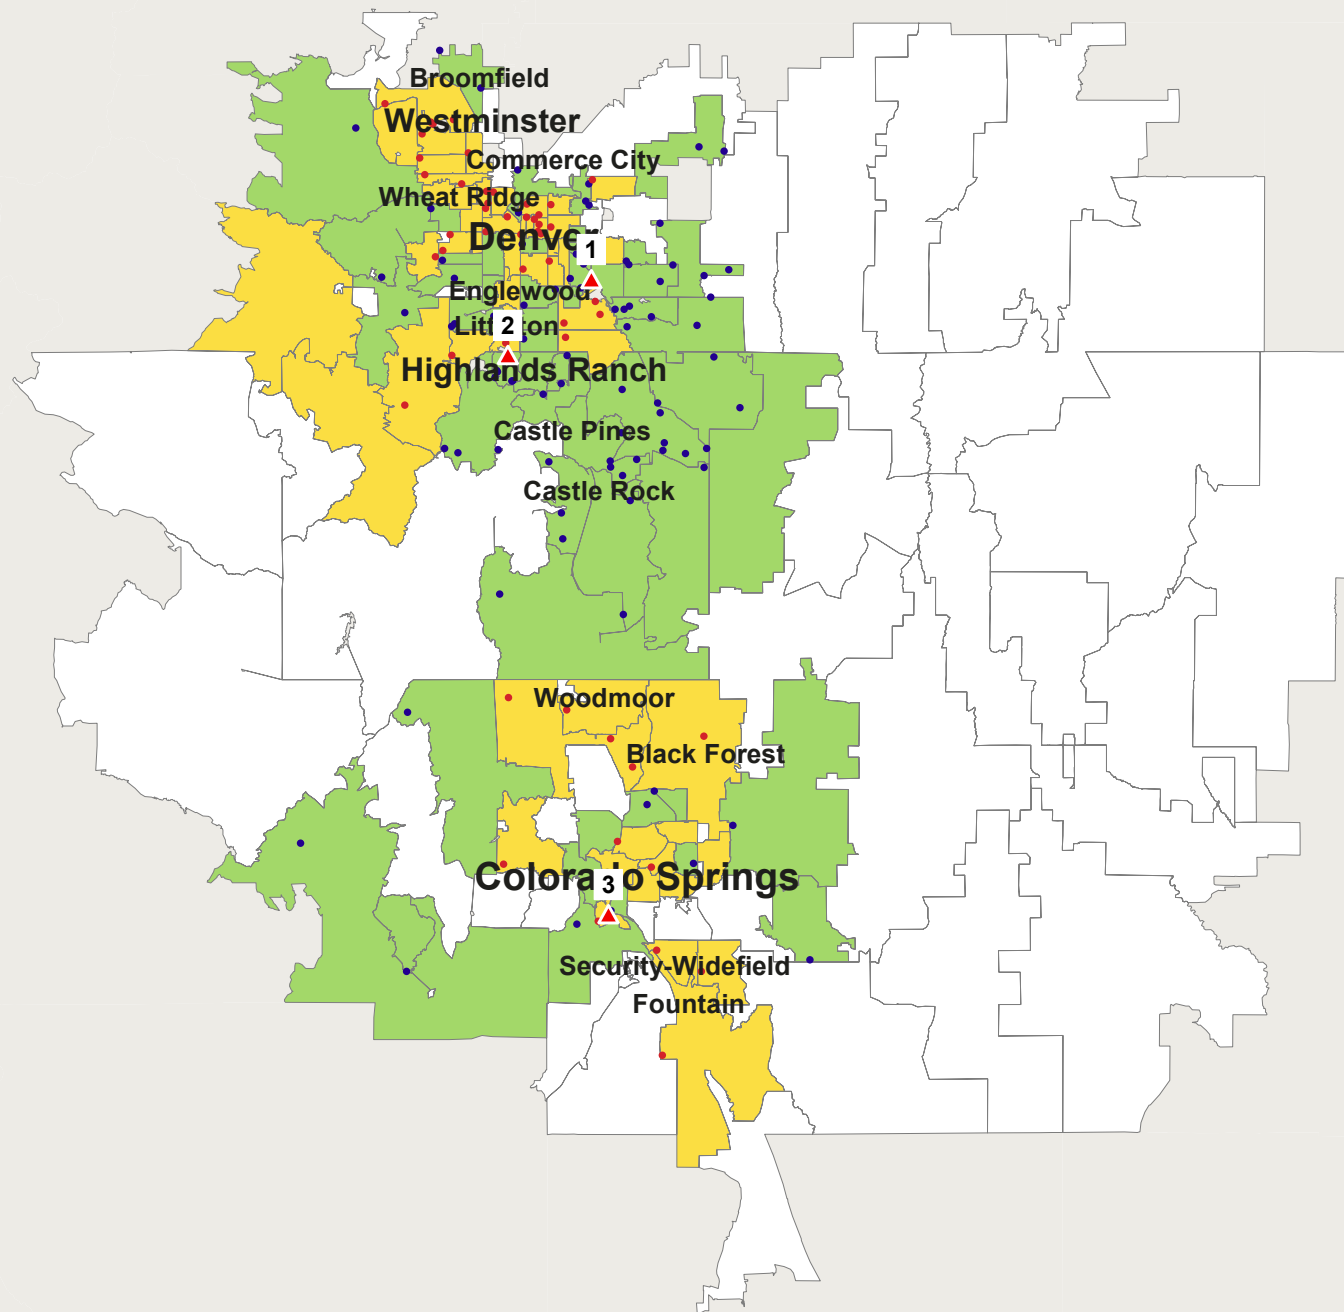 Broomfield
Westminster
Commerce City
Wheat Ridge
Denver
1
Englewood
Littleton
2
Highlands Ranch
Castle Pines
Castle Rock
Woodmoor
Black Forest
Colorado Springs
3
Security-Widefield
Fountain